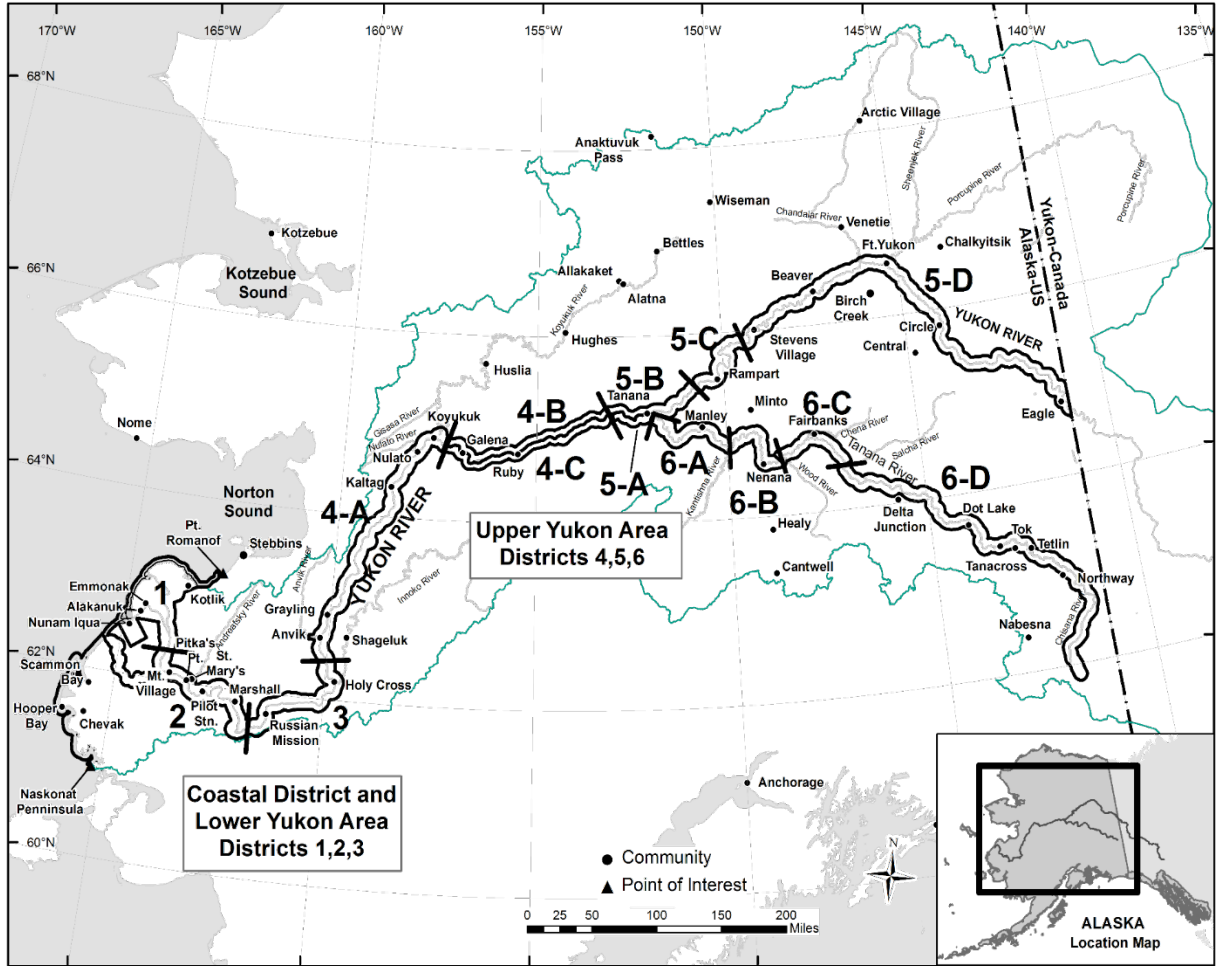 170°W
165°W
160°W
155°W
150°W
145°W
140°W
135°W
68°N
66°N
64°N
62°N
60°N
Arctic Village
Anaktuvuk
Pass
Sheenjek River
Porcupine River
Porcupine River
Wiseman
Chandalar River
Venetie
Kotzebue
Kotzebue
Sound
Bettles
Ft.Yukon
Chalkyitsik
Yukon-Canada
Alaska-US
Allakaket
Alatna
Beaver
5-D
Birch
Creek
Koyukuk River
Hughes
5-C
Stevens
Village
Circle
YUKON RIVER
Central
Huslia
Rampart
5-B
Tanana
Minto
Eagle
Gisasa River
Koyukuk
4-B
Manley
6-C
Fairbanks
Chena River
Nome
Nulato River
Galena
Salcha River
Nulato
Ruby
4-C
6-A
Tanana River
5-A
Nenana
Wood River
Kaltag
Kantishna River
6-B
6-D
Norton
Sound
4-A
Delta
Junction
Dot Lake
Healy
Tok
Tetlin
Upper Yukon Area
Districts 4,5,6
Pt.
Romanof
Stebbins
YUKON RIVER
Anvik River
Innoko River
Cantwell
Tanacross
Northway
Emmonak
1
Kotlik
Alakanuk
Andreafsky River
Grayling
Chisana River
Nunam Iqua
Anvik
Shageluk
Nabesna
Pitka's
Pt.
St.
Mary's
Scammon
Bay
Mt.
Village
Marshall
Holy Cross
Hooper
Bay
Chevak
2
Pilot
Stn.
Russian
Mission
3
Naskonat
Penninsula
Anchorage
Coastal District and
Lower Yukon Area
Districts 1,2,3
Community
Point of Interest
N
0 25 50 100 150 200
Miles
ALASKA
Location Map